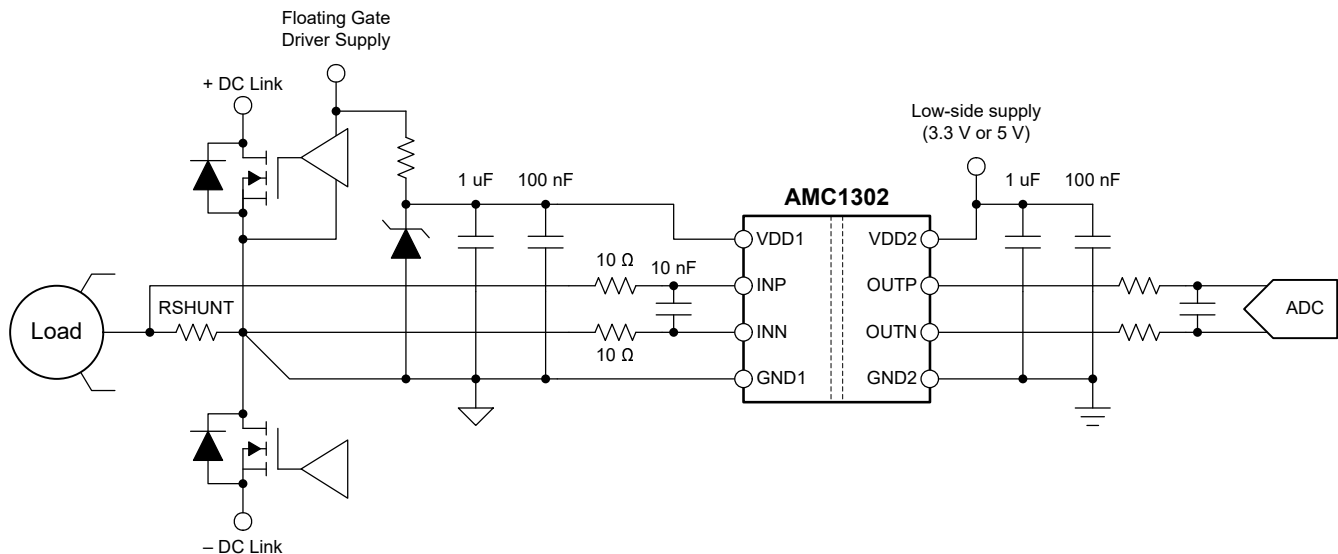 Floating Gate
Driver Supply
+ DC Link
Low-side supply
(3.3 V or 5 V)
1 uF
100 nF
1 uF
100 nF
AMC1302
VDD1
VDD2
10 Ω
10 nF
INP
OUTP
RSHUNT
Load
ADC
INN
OUTN
10 Ω
GND1
GND2
– DC Link